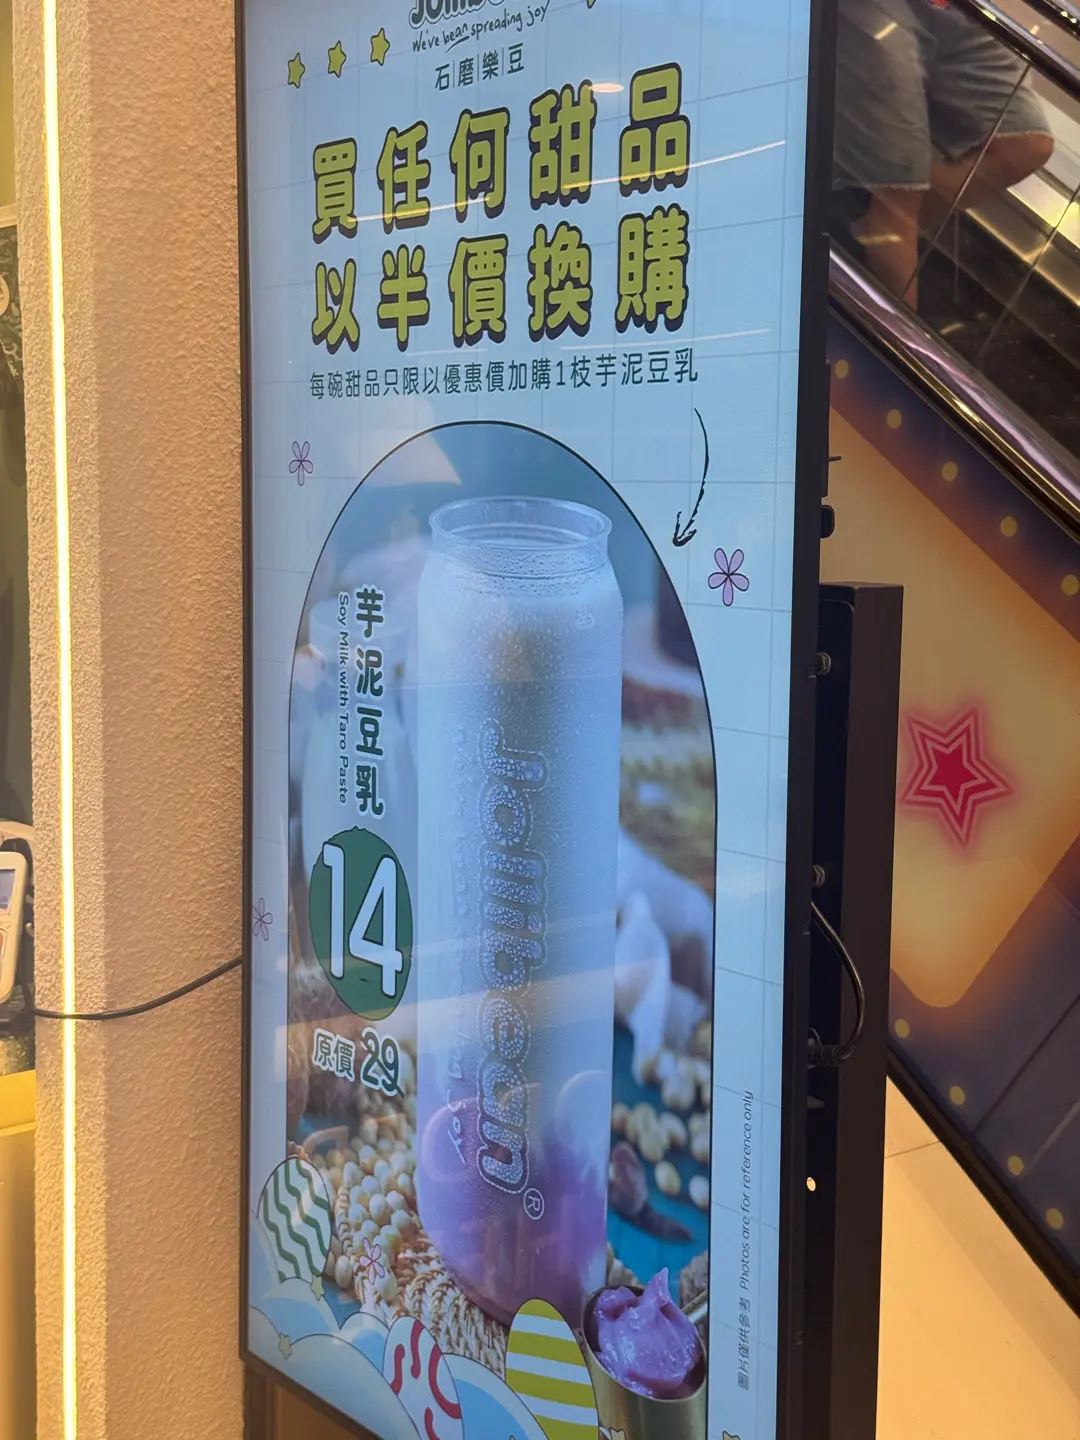 We've bean spreading joy
石磨樂豆
買任何甜品
以半價換購
每碗甜品只限以優惠價加購1枝芋泥豆乳
芋泥豆乳
Soy Milk with Taro Paste
14
原價 29
Jollibean®
joy
圖片僅供參考 Photos are for reference only